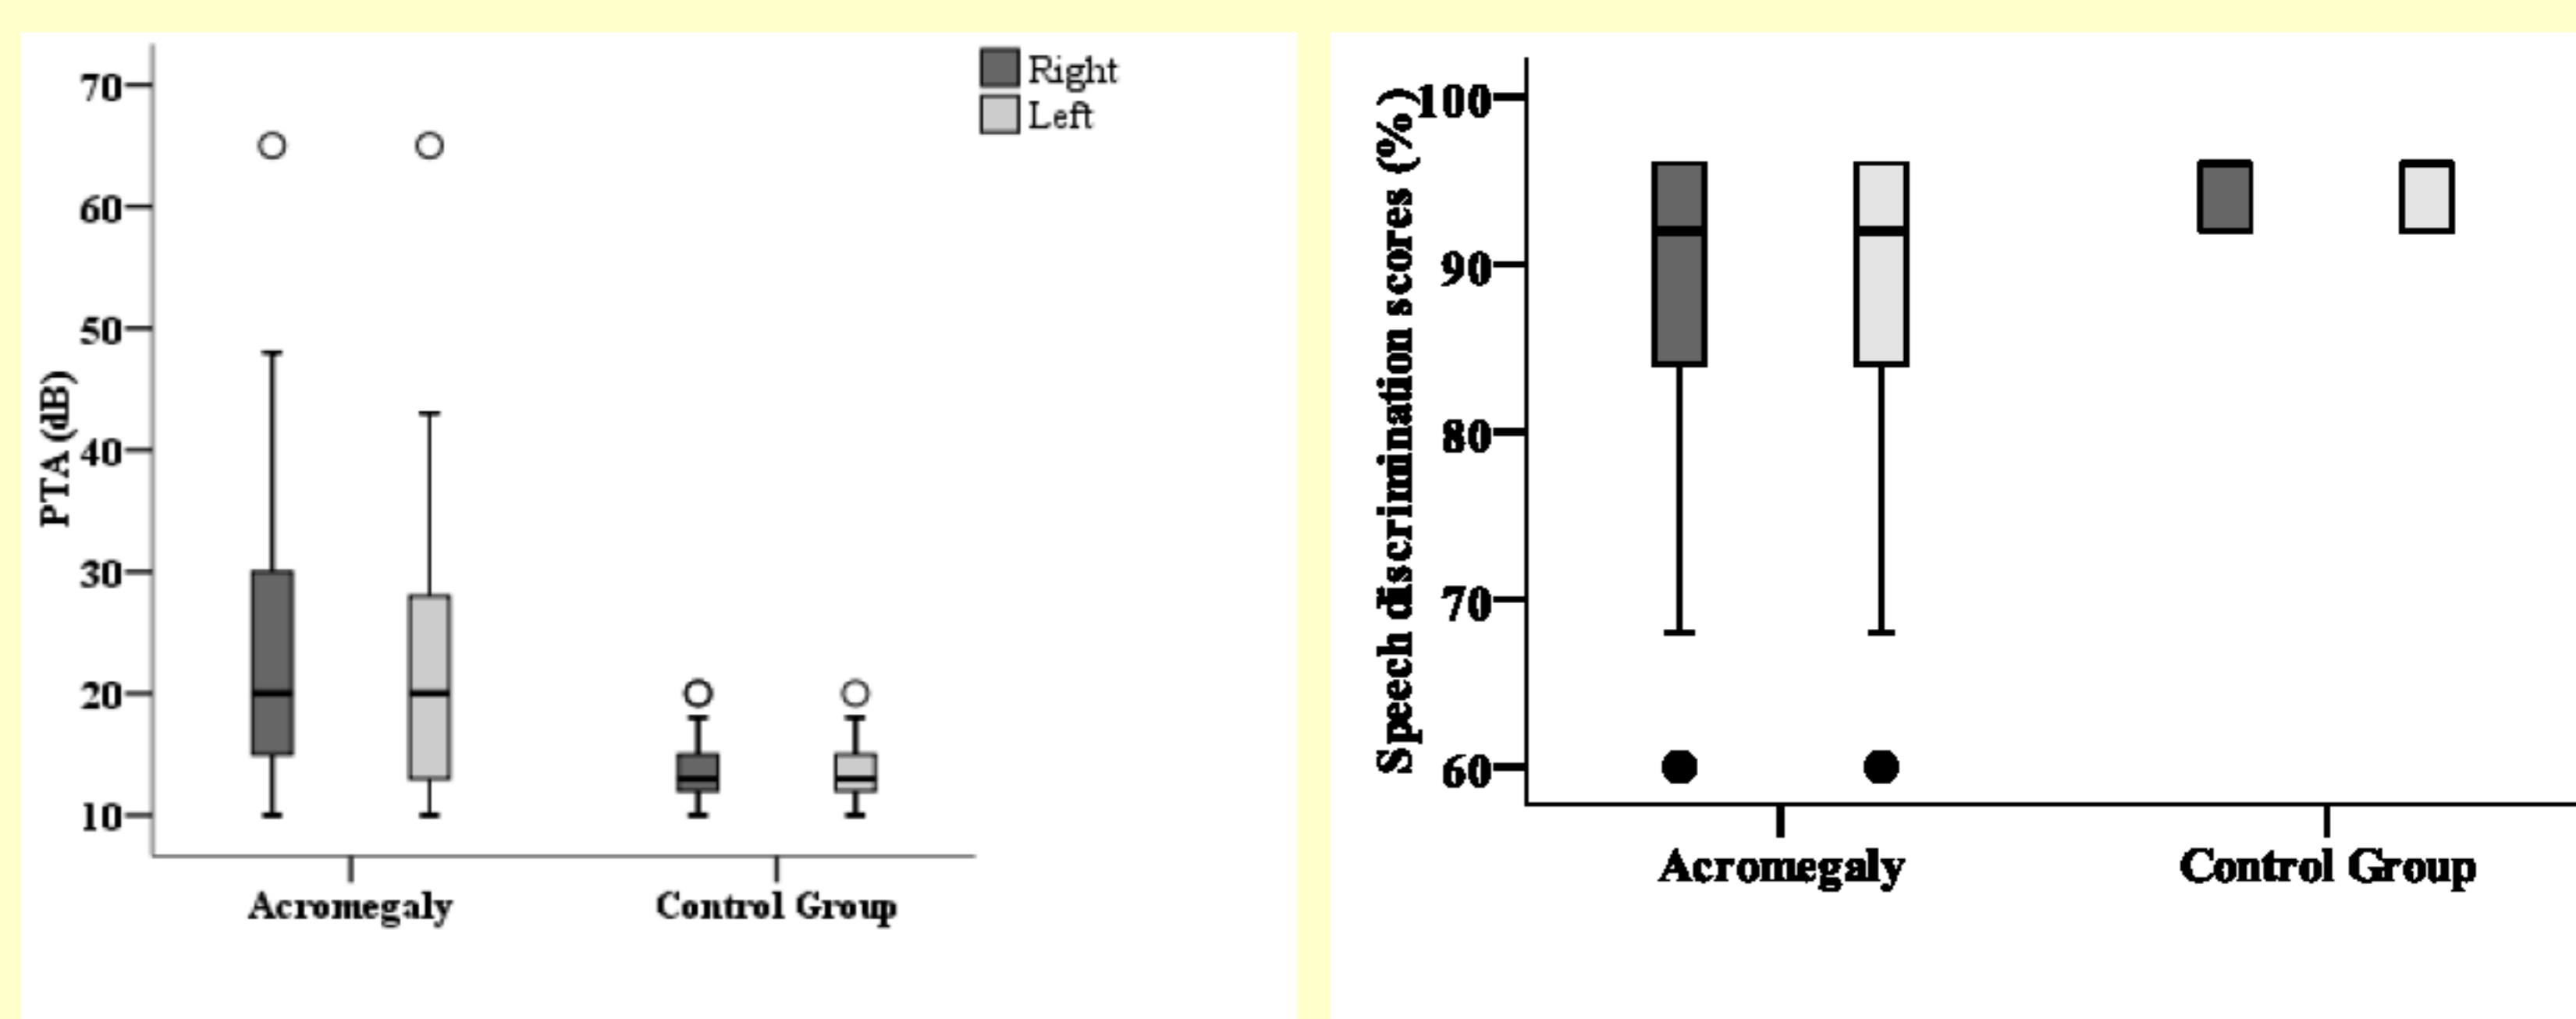 Right
Left
70
60
50
40
30
20
10
PTA (dB)
Acromegaly Control Group
100
90
80
70
60
Speech discrimination scores (%)
Acromegaly Control Group